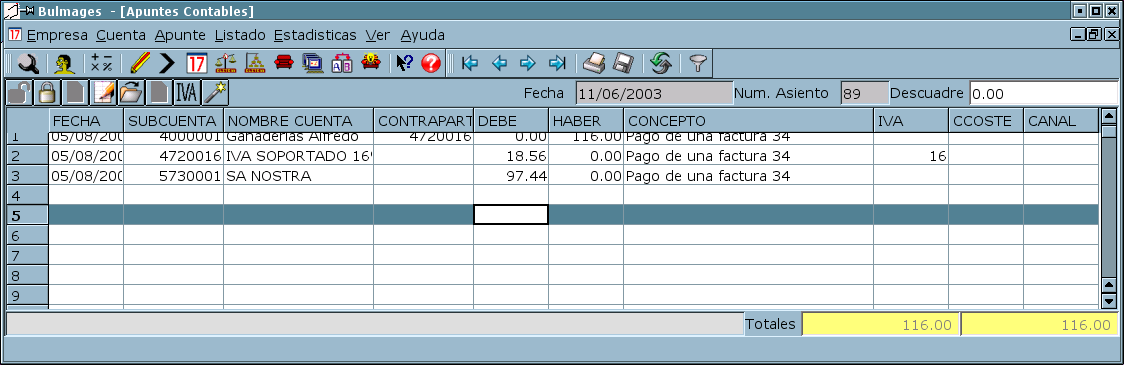 Bulmages - [Apuntes Contables]
17 Empresa Cuenta Apunte Listado Estadisticas Ver Ayuda
17
IVA Fecha 11/06/2003 Num. Asiento 89 Descuadre 0.00
FECHA SUBCUENTA NOMBRE CUENTA CONTRAPART DEBE HABER CONCEPTO IVA CCOSTE CANAL
1 05/08/200 4000001 Ganaderias Alfredo 4720016 0.00 116.00 Pago de una factura 34
2 05/08/200 4720016 IVA SOPORTADO 16 18.56 0.00 Pago de una factura 34 16
3 05/08/200 5730001 SA NOSTRA 97.44 0.00 Pago de una factura 34
4
5
6
7
8
9
Totales 116.00 116.00